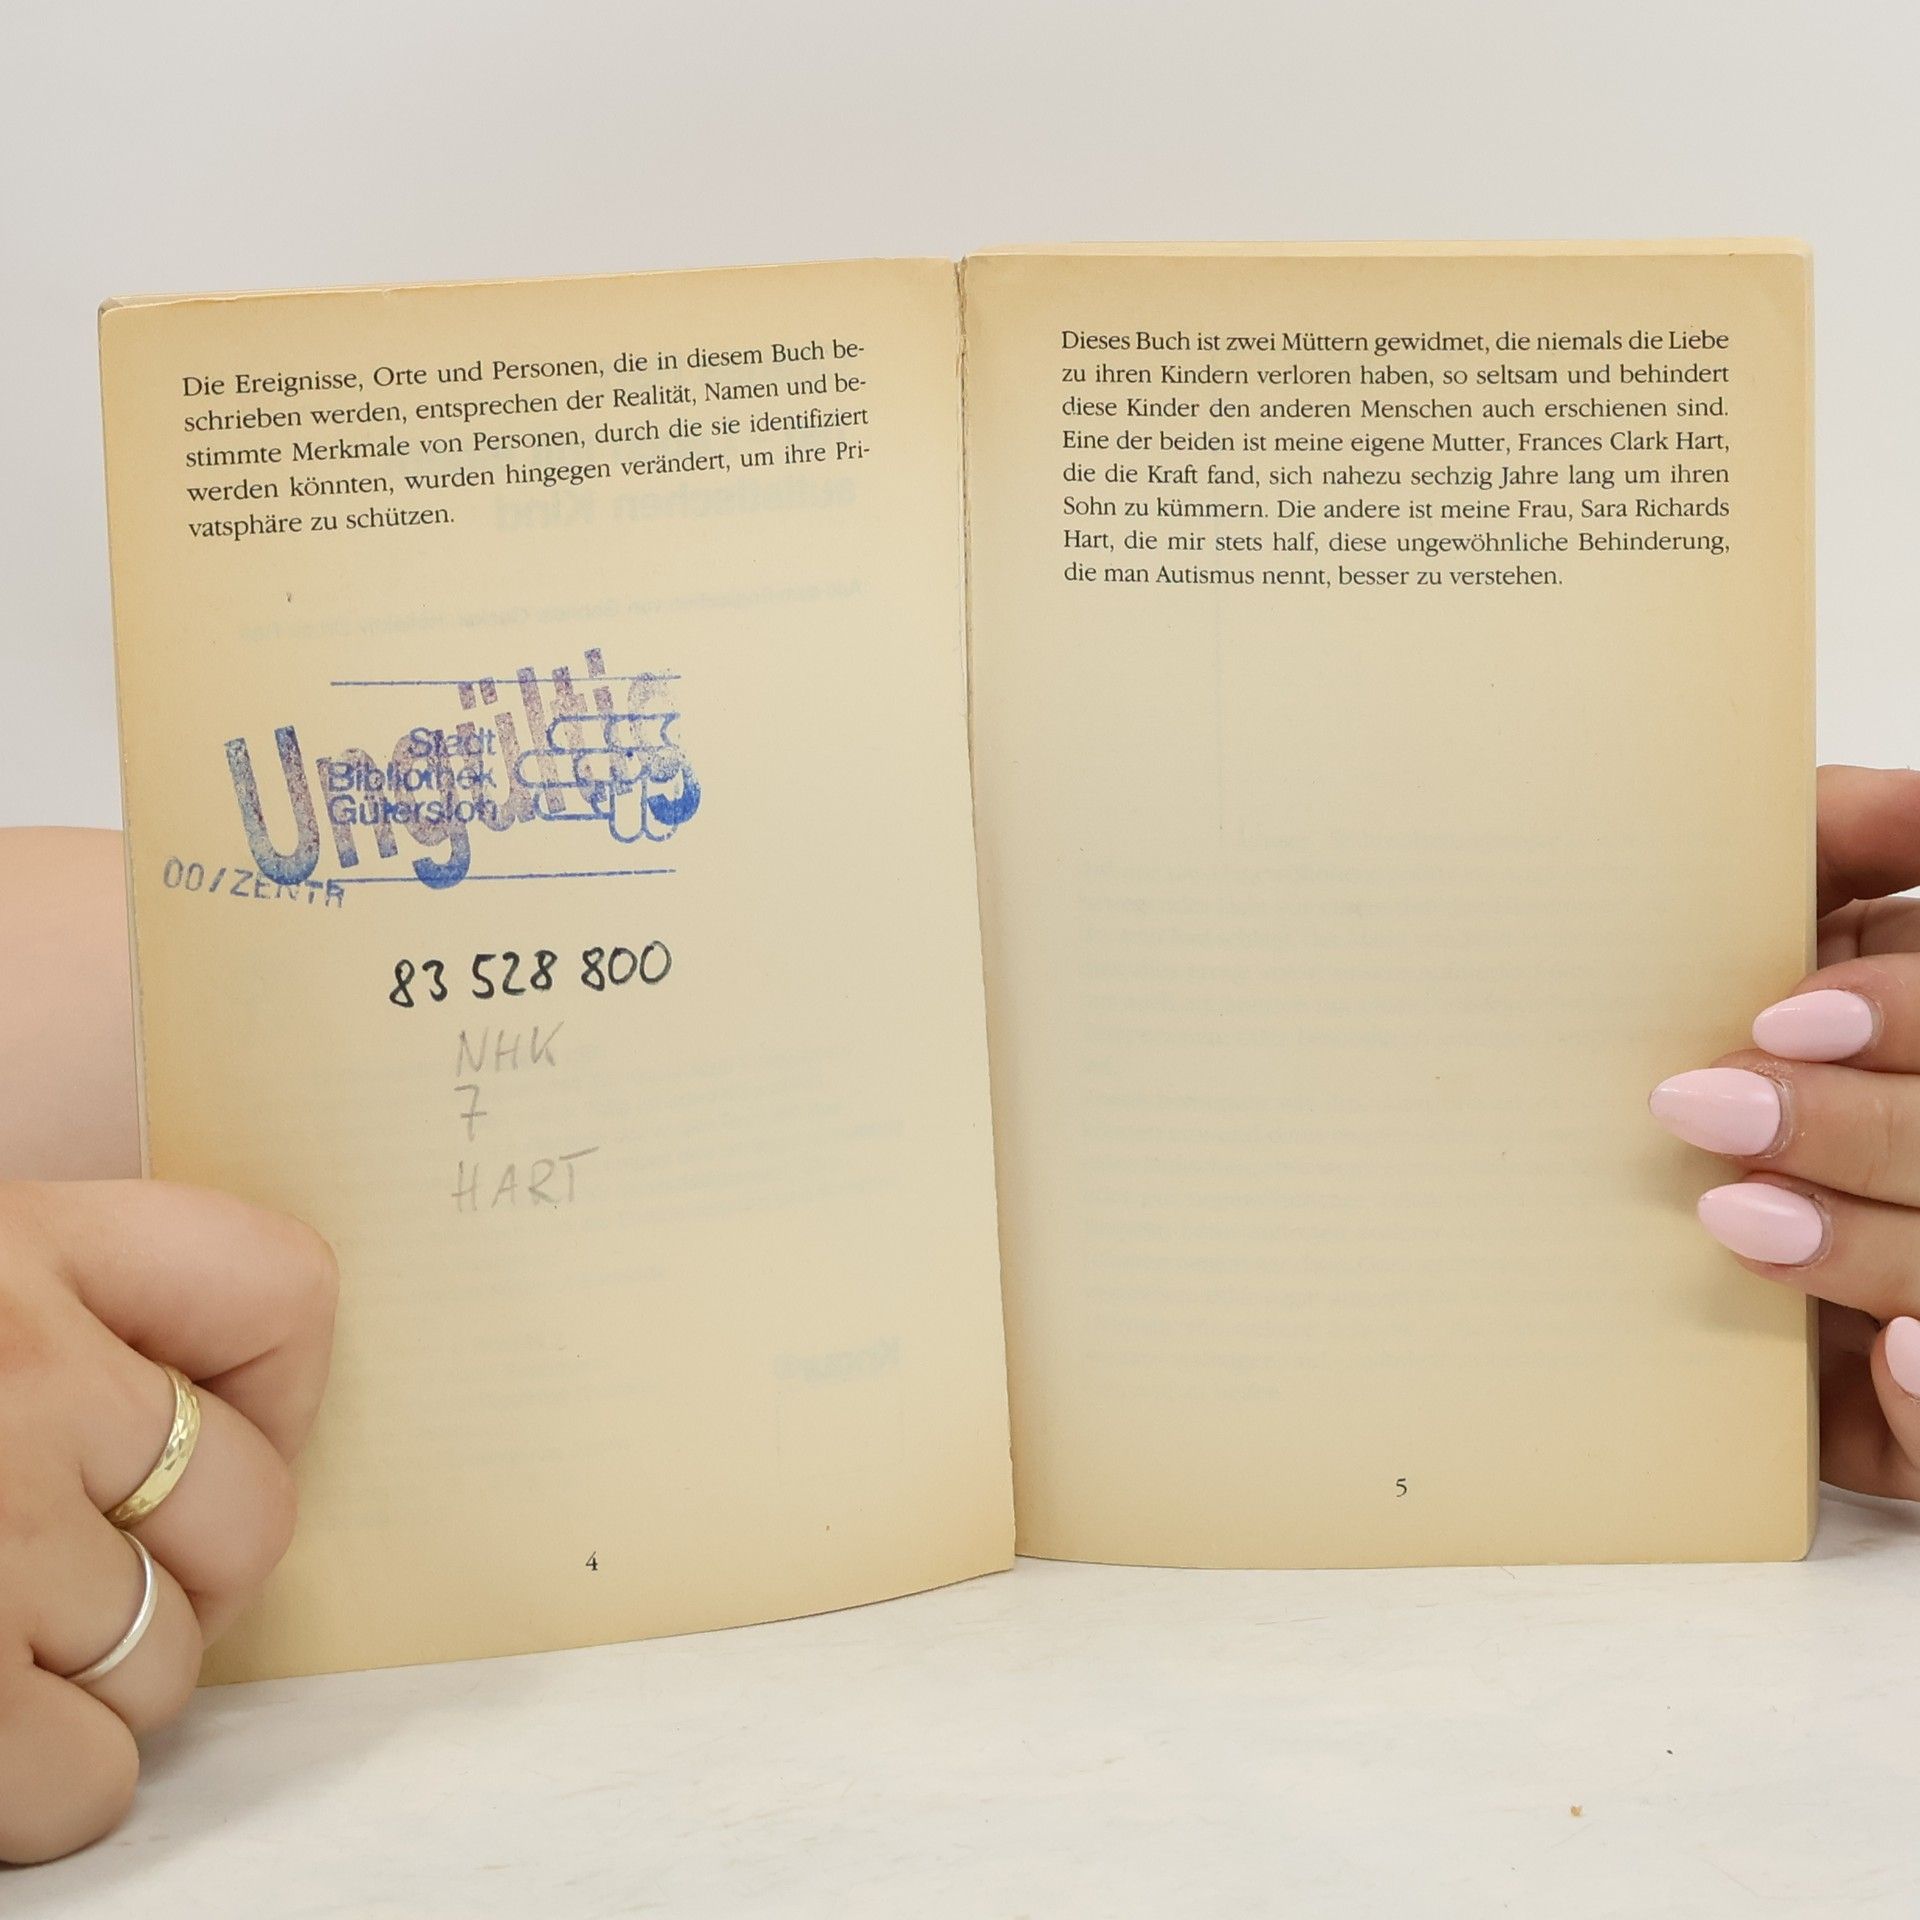 Die Ereignisse, Orte und Personen, die in diesem Buch be-
schrieben werden, entsprechen der Realität, Namen und be-
stimmte Merkmale von Personen, durch die sie identifiziert
werden könnten, wurden hingegen verändert, um ihre Pri-
vatsphäre zu schützen.
Ungültig
Stadt
Bibliothek
Gütersloh
00/ZENTR
83 528 800
NHK
7
HART
4
Dieses Buch ist zwei Müttern gewidmet, die niemals die Liebe
zu ihren Kindern verloren haben, so seltsam und behindert
diese Kinder den anderen Menschen auch erschienen sind.
Eine der beiden ist meine eigene Mutter, Frances Clark Hart,
die die Kraft fand, sich nahezu sechzig Jahre lang um ihren
Sohn zu kümmern. Die andere ist meine Frau, Sara Richards
Hart, die mir stets half, diese ungewöhnliche Behinderung,
die man Autismus nennt, besser zu verstehen.
5